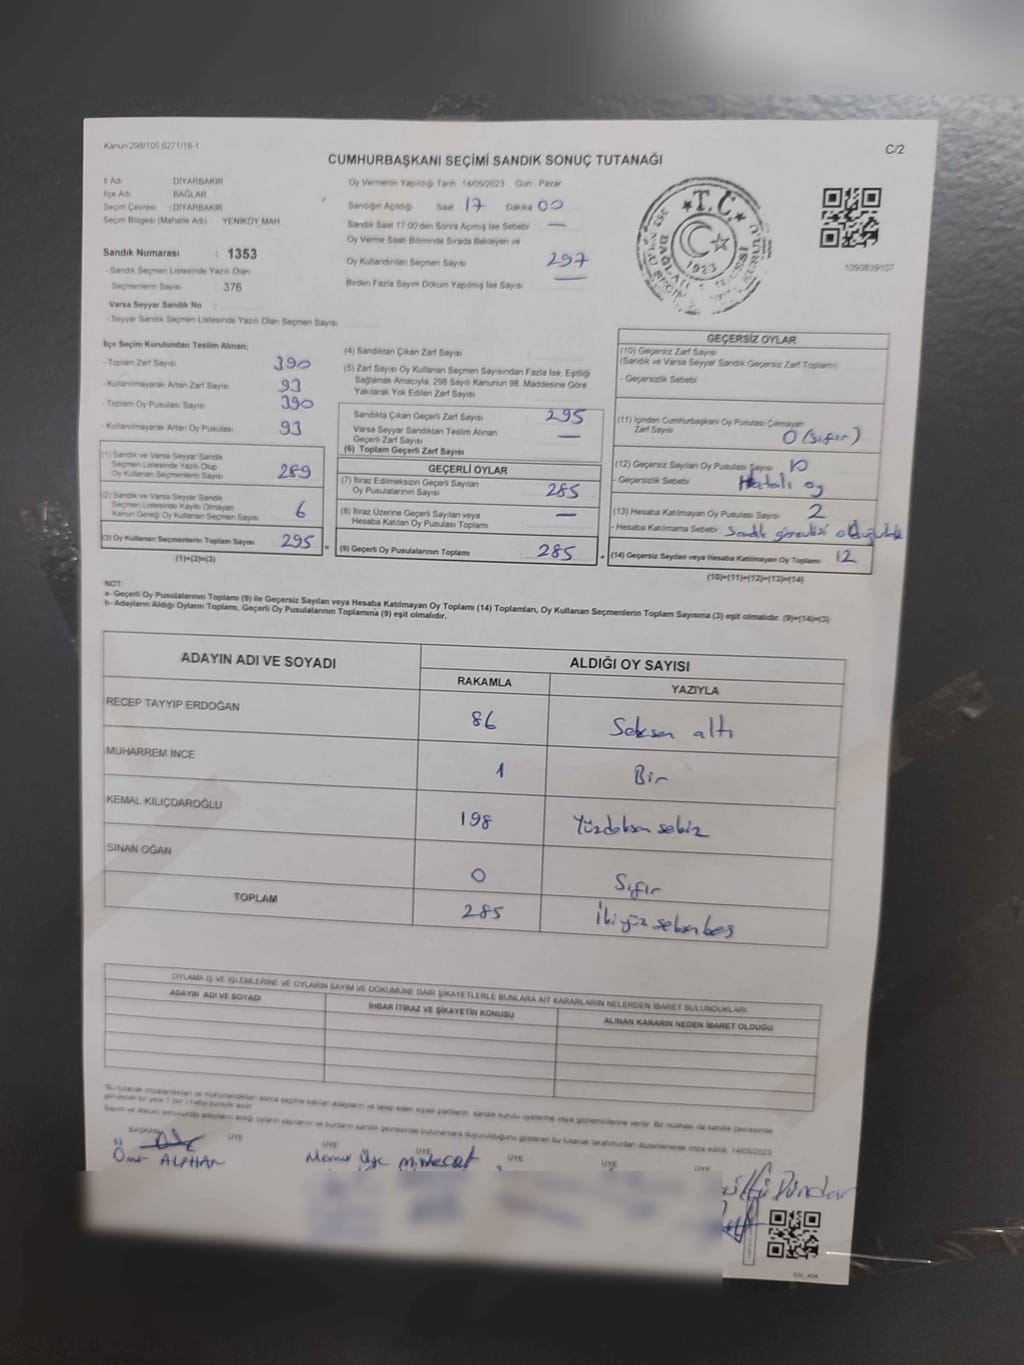 Kanun 298/105 6271/18-1
C/2
CUMHURBAŞKANI SEÇİMİ SANDIK SONUÇ TUTANAĞI
İl Adı DİYARBAKIR
İlçe Adı BAĞLAR
Seçim Çevresi : DİYARBAKIR
Seçim Bölgesi (Mahalle Adı) YENİKÖY MAH
Sandık Numarası : 1353
- Sandık Seçmen Listesinde Yazılı Olan
Seçmenlerin Sayısı 376
Varsa Seyyar Sandık No :
- Seyyar Sandık Seçmen Listesinde Yazılı Olan Seçmen Sayısı
Oy Vermenin Yapıldığı Tarih 14/05/2023 Gün: Pazar
Sandığın Açıldığı Saat 17 Dakika 00
Sandık Saat 17.00'den Sonra Açılmış İse Sebebi —
Oy Verme Saati Bitiminde Sırada Bekleyen ve
Oy Kullandırılan Seçmen Sayısı 297
Birden Fazla Sayım Döküm Yapılmış İse Sayısı —
T.C.
1923
1093839107
İlçe Seçim Kurulundan Teslim Alınan;
- Toplam Zarf Sayısı 390
- Kullanılmayarak Artan Zarf Sayısı 93
- Toplam Oy Pusulası Sayısı 390
- Kullanılmayarak Artan Oy Pusulası 93
(1) Sandık ve Varsa Seyyar Sandık
Seçmen Listesinde Yazılı Olup
Oy Kullanan Seçmenlerin Sayısı 289
(2) Sandık ve Varsa Seyyar Sandık
Seçmen Listesinde Kayıtlı Olmayan
Kanun Gereği Oy Kullanan Seçmen Sayısı 6
(3) Oy Kullanan Seçmenlerin Toplam Sayısı 295
(1)+(2)=(3)
(4) Sandıktan Çıkan Zarf Sayısı
(5) Zarf Sayısı Oy Kullanan Seçmen Sayısından Fazla İse, Eşitliği
Sağlamak Amacıyla, 298 Sayılı Kanunun 98. Maddesine Göre
Yakılarak Yok Edilen Zarf Sayısı
Sandıkta Çıkan Geçerli Zarf Sayısı 295
Varsa Seyyar Sandıktan Teslim Alınan
Geçerli Zarf Sayısı —
(6) Toplam Geçerli Zarf Sayısı
GEÇERLİ OYLAR
(7) İtiraz Edilmeksizin Geçerli Sayılan
Oy Pusulasının Sayısı 285
(8) İtiraz Üzerine Geçerli Sayılan veya
Hesaba Katılan Oy Pusulası Toplamı —
(9) Geçerli Oy Pusulalarının Toplamı 285
GEÇERSİZ OYLAR
(10) Geçersiz Zarf Sayısı
(Sandık ve Varsa Seyyar Sandık Geçersiz Zarf Toplamı)
- Geçersizlik Sebebi
(11) İçinden Cumhurbaşkanı Oy Pusulası Çıkmayan
Zarf Sayısı 0 (sıfır)
(12) Geçersiz Sayılan Oy Pusulası Sayısı
- Geçersizlik Sebebi Hatalı oy
(13) Hesaba Katılmayan Oy Pusulası Sayısı 2
- Hesaba Katılmama Sebebi Sandık görevlisi
(14) Geçersiz Sayılan veya Hesaba Katılmayan Oy Toplamı 12
(10)+(11)+(12)+(13)=(14)
NOT:
a- Geçerli Oy Pusulalarının Toplamı (9) ile Geçersiz Sayılan veya Hesaba Katılmayan Oy Toplamı (14) Toplamları, Oy Kullanan Seçmenlerin Toplam Sayısına (3) eşit olmalıdır. (9)+(14)=(3)
b- Adayların Aldığı Oyların Toplamı, Geçerli Oy Pusulalarının Toplamına (9) eşit olmalıdır.
ADAYIN ADI VE SOYADI
ALDIĞI OY SAYISI
RAKAMLA YAZIYLA
RECEP TAYYİP ERDOĞAN 86 Seksen altı
MUHARREM İNCE 1 Bir
KEMAL KILIÇDAROĞLU 198 Yüzdoksan sekiz
SİNAN OĞAN 0 Sıfır
TOPLAM 285 İkiyüz seksenbeş
OYLAMA İŞ VE İŞLEMLERİNE VE OYLARIN SAYIM VE DÖKÜMÜNE DAİR ŞİKAYETLERLE BUNLARA AİT KARARLARIN NELERDEN İBARET BULUNDUKLARI
ADAYIN ADI VE SOYADI İHBAR İTİRAZ VE ŞİKAYETİN KONUSU ALINAN KARARIN NEDEN İBARET OLDUĞU
BAŞKAN ÜYE ÜYE ÜYE ÜYE ÜYE ÜYE
Ömer ALPHAN Memur Üye Dündar